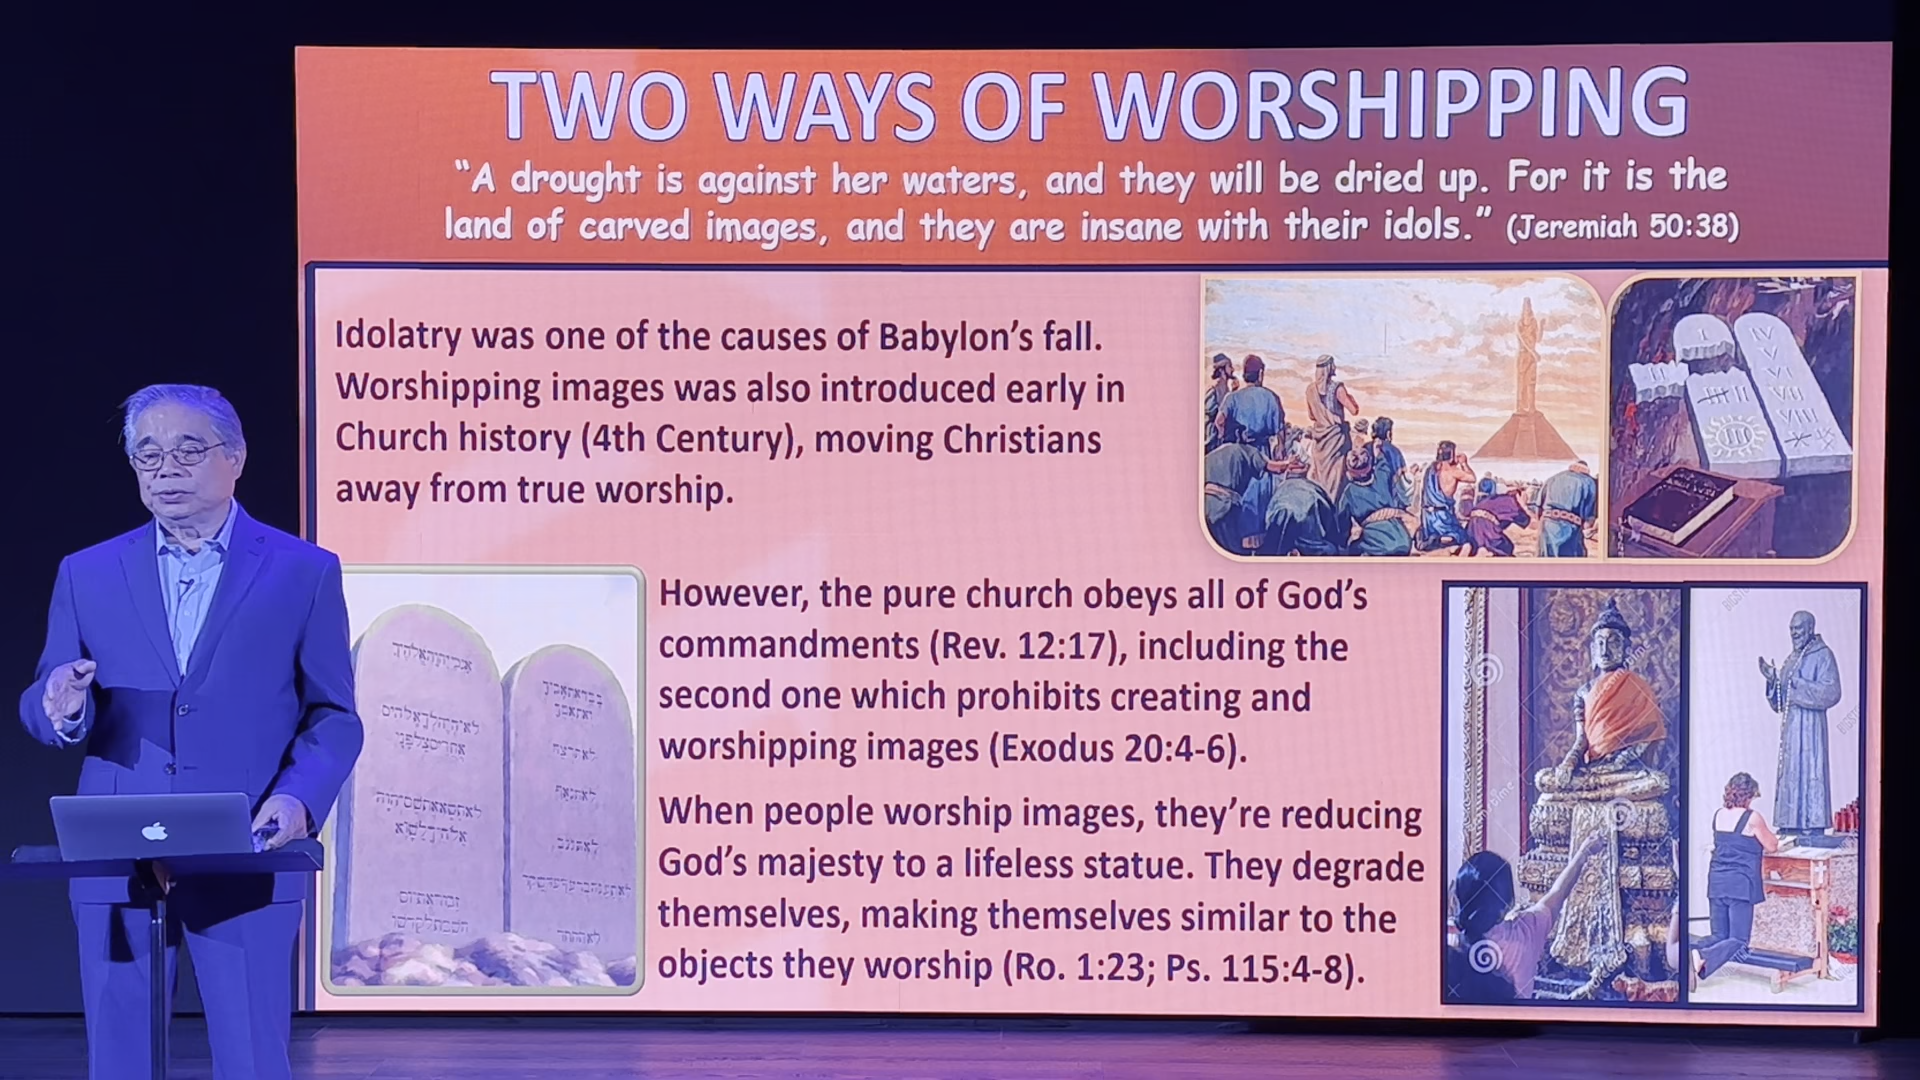 TWO WAYS OF WORSHIPPING
“A drought is against her waters, and they will be dried up. For it is the
land of carved images, and they are insane with their idols.” (Jeremiah 50:38)
Idolatry was one of the causes of Babylon’s fall.
Worshipping images was also introduced early in
Church history (4th Century), moving Christians
away from true worship.
However, the pure church obeys all of God’s
commandments (Rev. 12:17), including the
second one which prohibits creating and
worshipping images (Exodus 20:4-6).
When people worship images, they’re reducing
God’s majesty to a lifeless statue. They degrade
themselves, making themselves similar to the
objects they worship (Ro. 1:23; Ps. 115:4-8).
I
IV
V
VI
VII
VIII
III